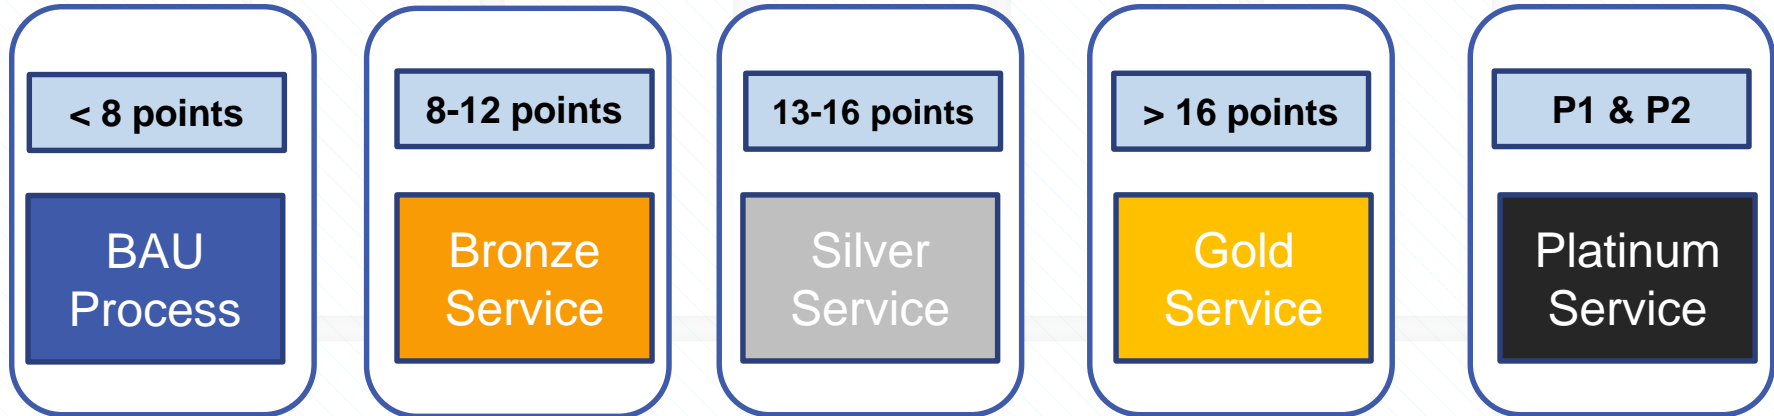 < 8 points
BAU
Process
8-12 points
Bronze
Service
13-16 points
Silver
Service
> 16 points
Gold
Service
P1 & P2
Platinum
Service